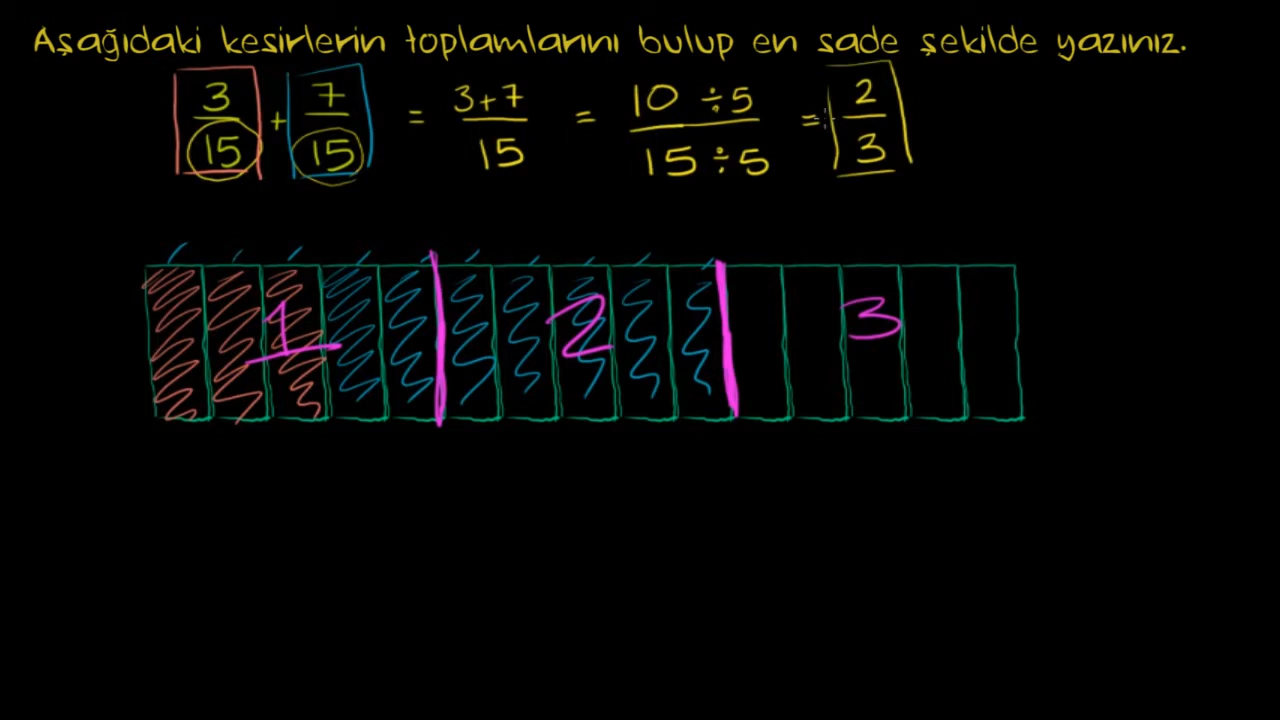 Aşağıdaki kesirlerin toplamlarını bulup en sade şekilde yazınız.
3/15 + 7/15 = 3+7/15 = 10÷5/15÷5 = 2/3
1 2 3